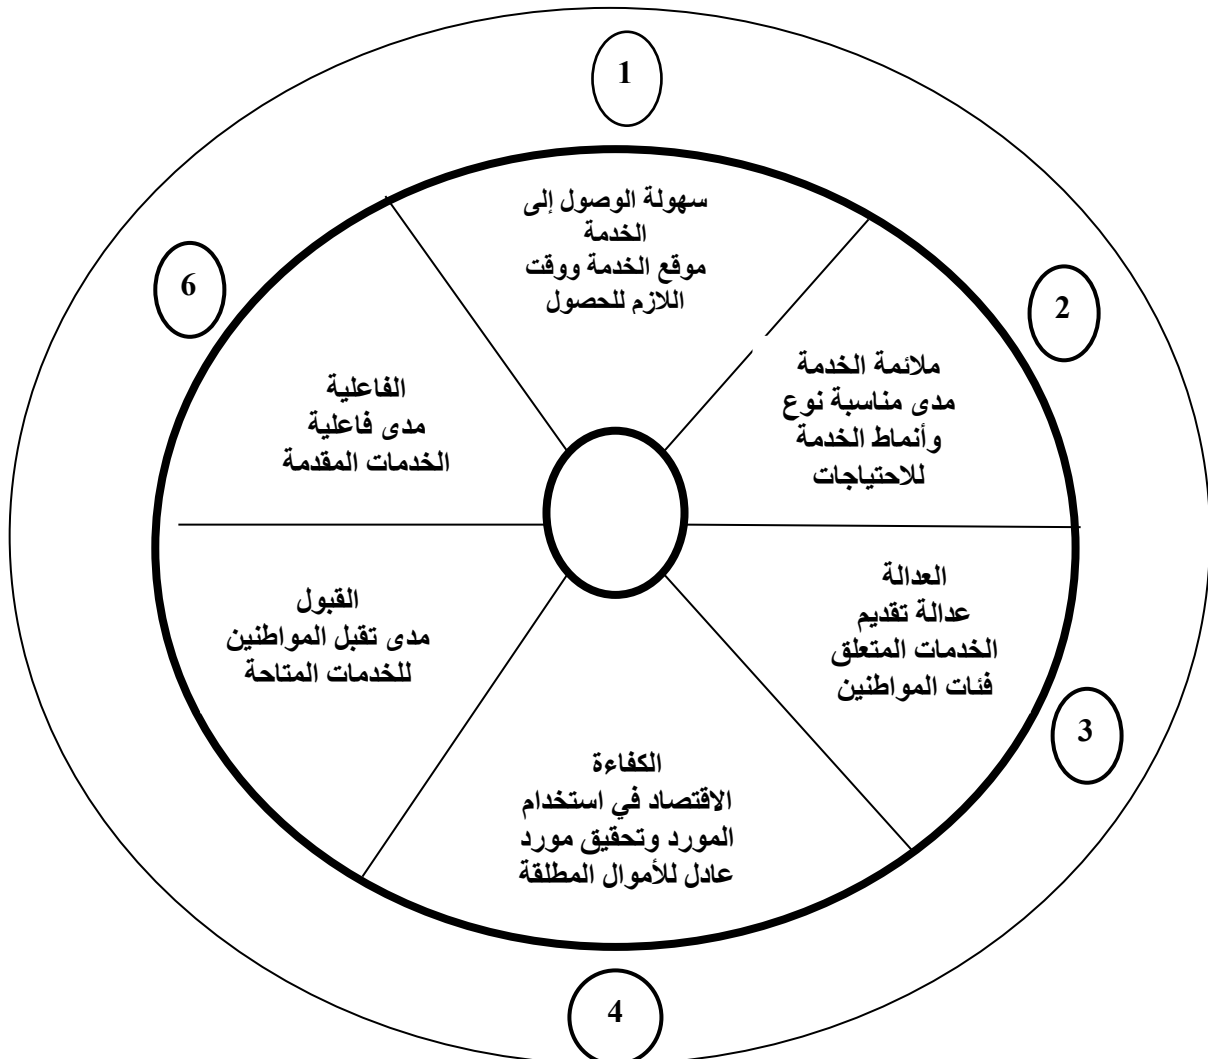 1
سهولة الوصول إلى
الخدمة
موقع الخدمة ووقت
اللازم للحصول
2
ملائمة الخدمة
مدى مناسبة نوع
وأنماط الخدمة
للاحتياجات
3
العدالة
عدالة تقديم
الخدمات المتعلق
فئات المواطنين
4
الكفاءة
الاقتصاد في استخدام
المورد وتحقيق مورد
عادل للأموال المطلقة
القبول
مدى تقبل المواطنين
للخدمات المتاحة
6
الفاعلية
مدى فاعلية
الخدمات المقدمة